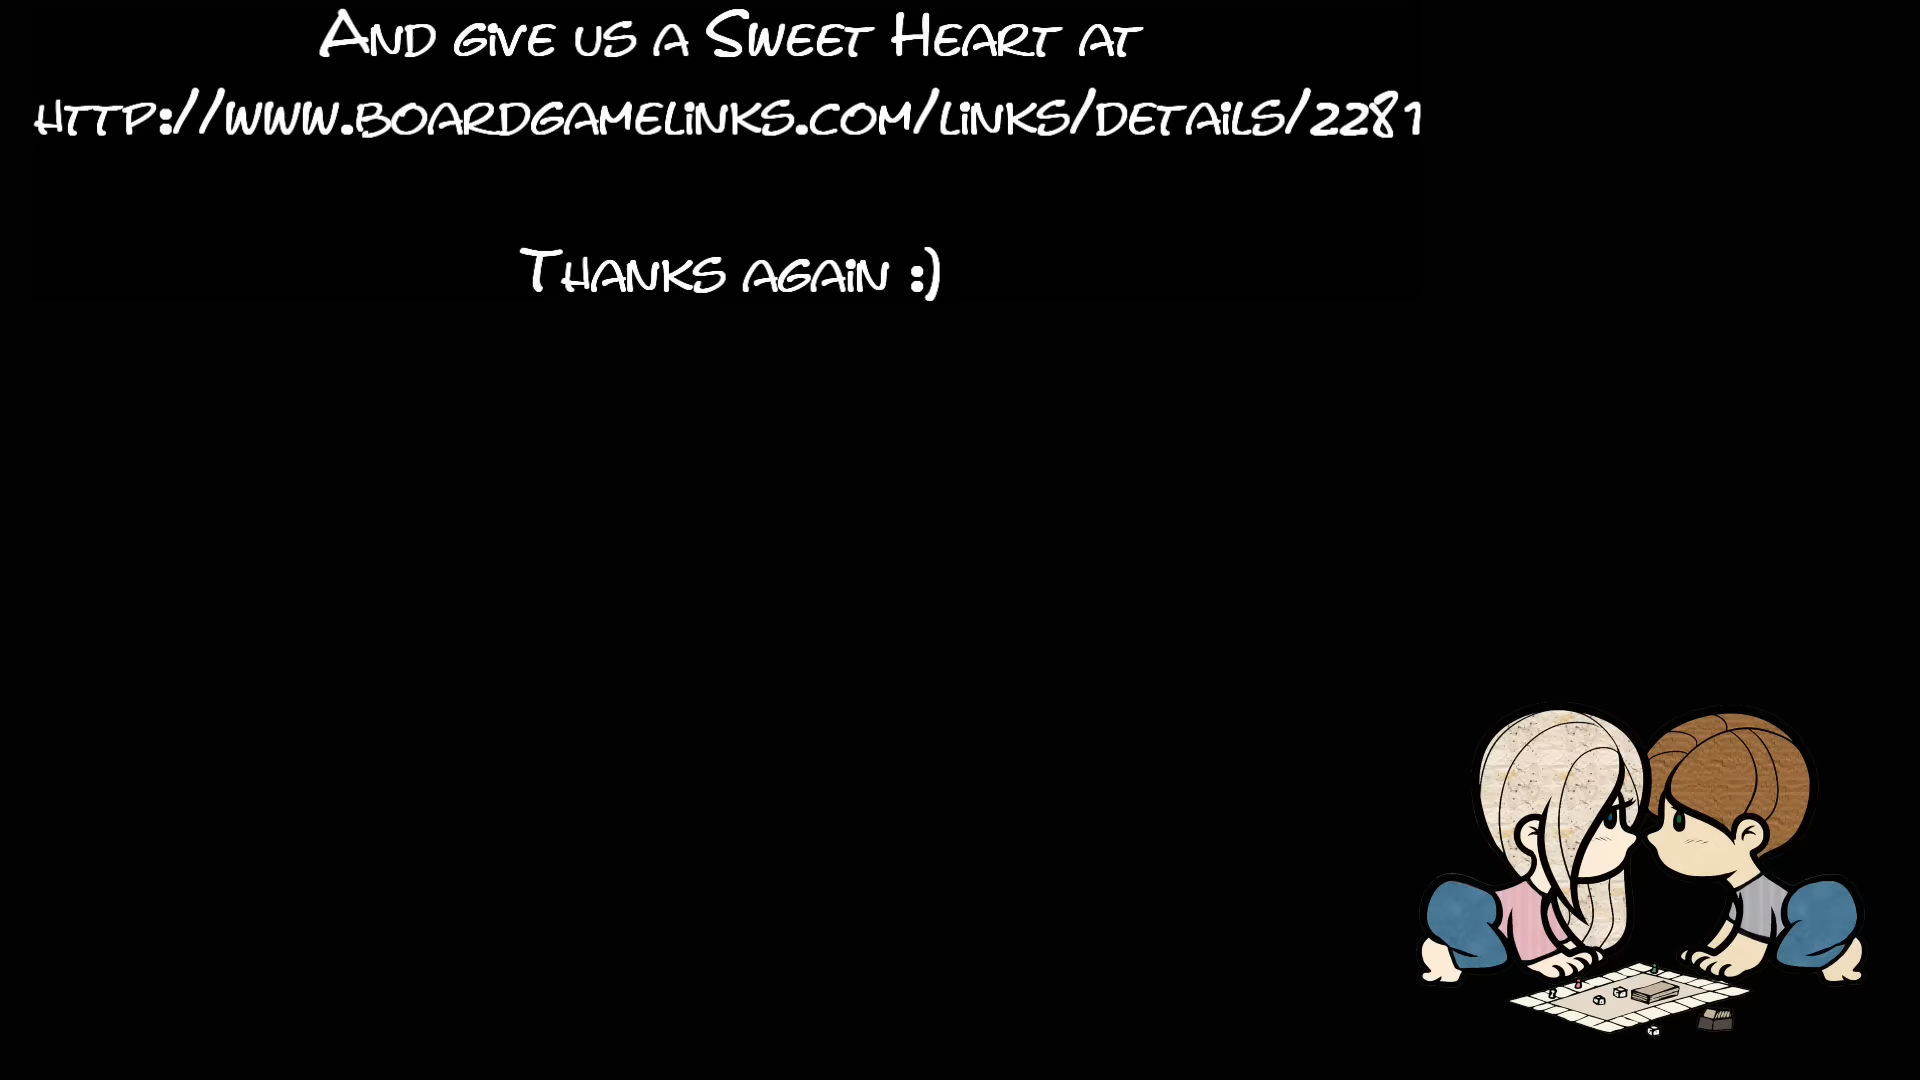 And give us a Sweet Heart at
http://www.boardgamelinks.com/links/details/2281
Thanks again :)